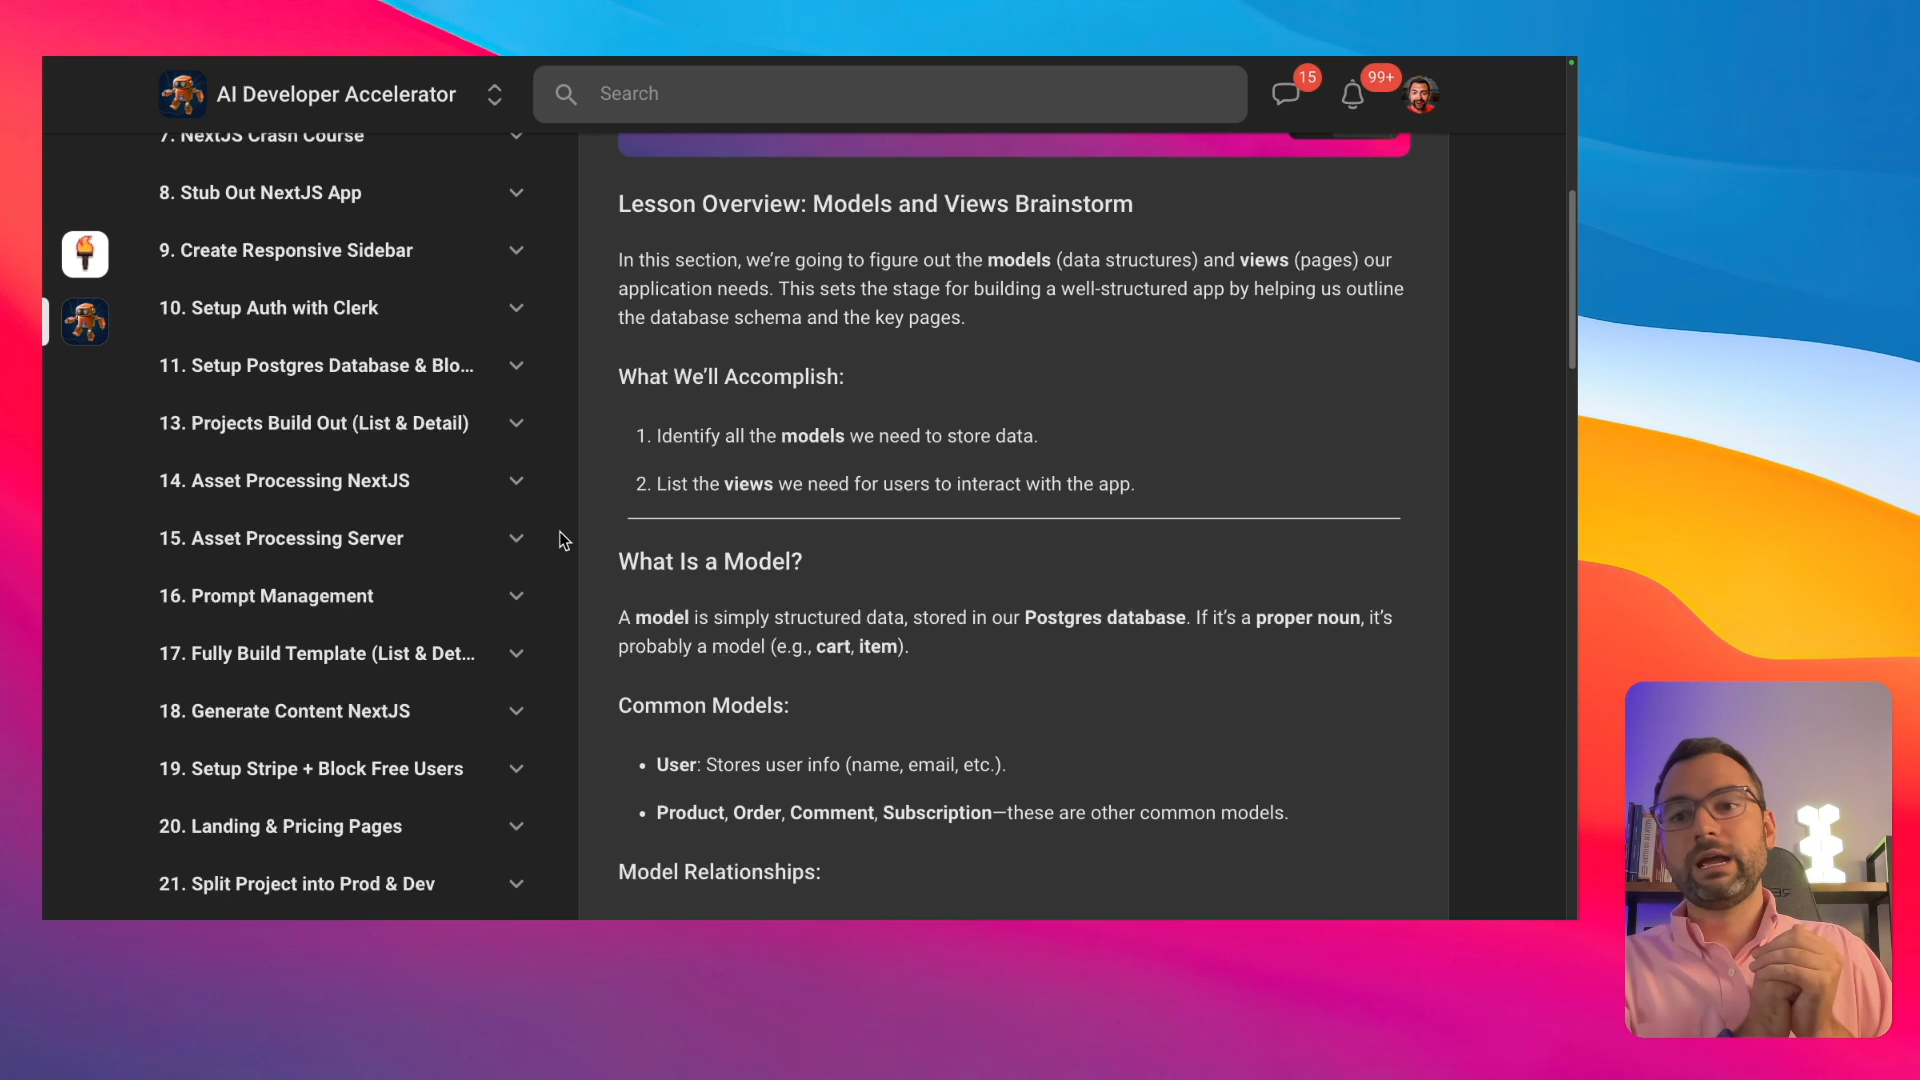 AI Developer Accelerator
Search
15
99+
7. NextJS Crash Course
8. Stub Out NextJS App
9. Create Responsive Sidebar
10. Setup Auth with Clerk
11. Setup Postgres Database & Blo...
13. Projects Build Out (List & Detail)
14. Asset Processing NextJS
15. Asset Processing Server
16. Prompt Management
17. Fully Build Template (List & Det...
18. Generate Content NextJS
19. Setup Stripe + Block Free Users
20. Landing & Pricing Pages
21. Split Project into Prod & Dev
Lesson Overview: Models and Views Brainstorm
In this section, we’re going to figure out the models (data structures) and views (pages) our
application needs. This sets the stage for building a well-structured app by helping us outline
the database schema and the key pages.
What We’ll Accomplish:
1. Identify all the models we need to store data.
2. List the views we need for users to interact with the app.
What Is a Model?
A model is simply structured data, stored in our Postgres database. If it’s a proper noun, it’s
probably a model (e.g., cart, item).
Common Models:
• User: Stores user info (name, email, etc.).
• Product, Order, Comment, Subscription—these are other common models.
Model Relationships: